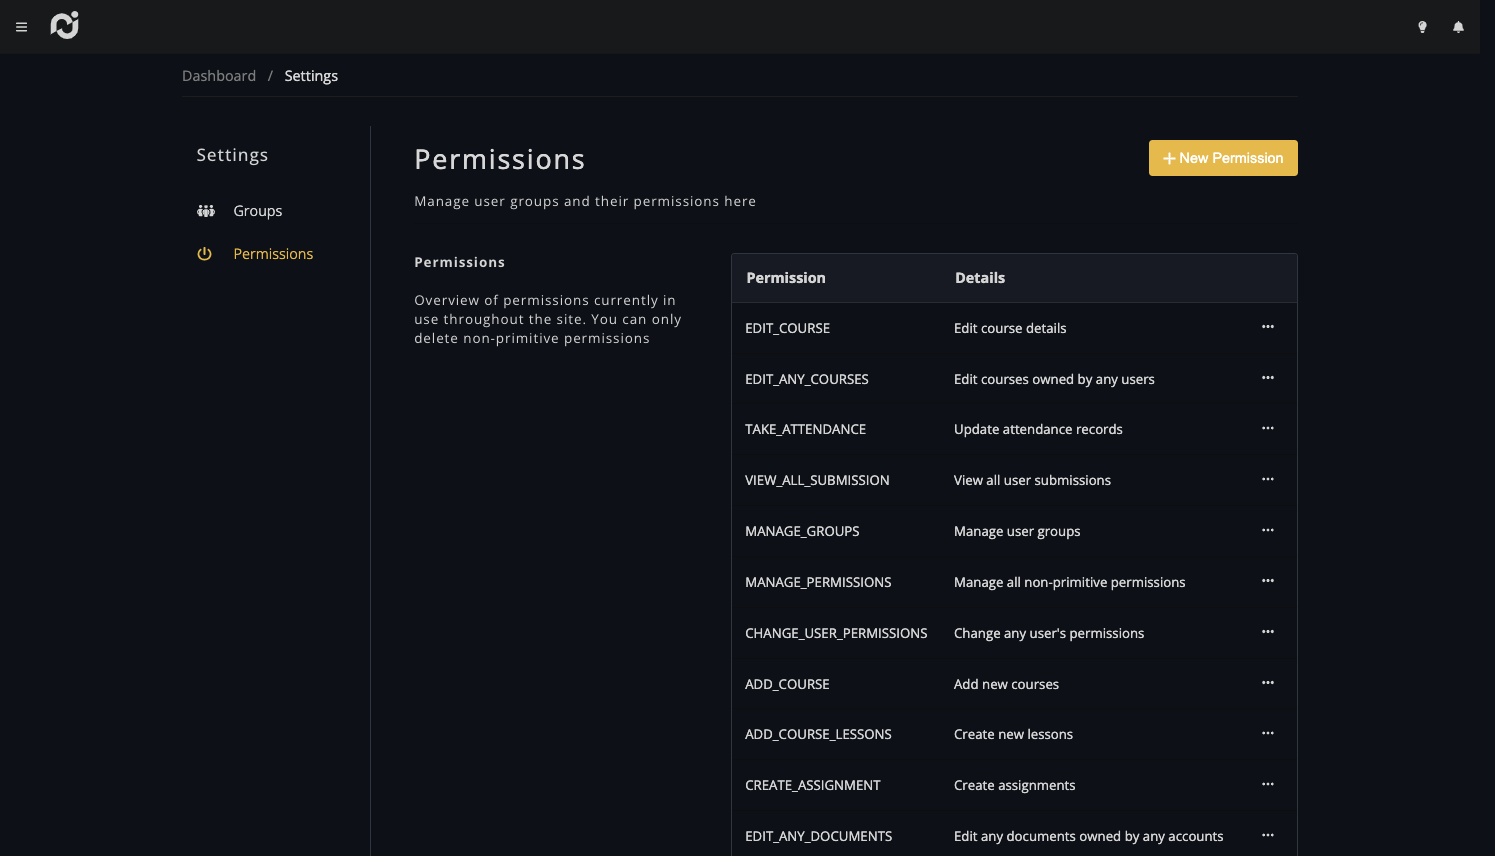 Dashboard / Settings
Settings
Groups
Permissions
Permissions
New Permission
Manage user groups and their permissions here
Permissions
Overview of permissions currently in
use throughout the site. You can only
delete non-primitive permissions
Permission Details
EDIT_COURSE Edit course details
EDIT_ANY_COURSES Edit courses owned by any users
TAKE_ATTENDANCE Update attendance records
VIEW_ALL_SUBMISSION View all user submissions
MANAGE_GROUPS Manage user groups
MANAGE_PERMISSIONS Manage all non-primitive permissions
CHANGE_USER_PERMISSIONS Change any user's permissions
ADD_COURSE Add new courses
ADD_COURSE_LESSONS Create new lessons
CREATE_ASSIGNMENT Create assignments
EDIT_ANY_DOCUMENTS Edit any documents owned by any accounts